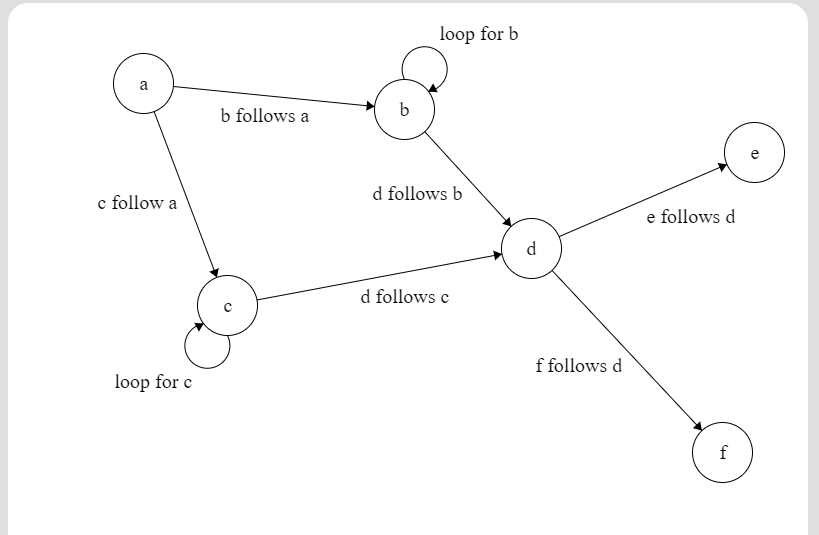 loop for b
a
b
b follows a
e
d follows b
c follow a
e follows d
d
d follows c
c
f follows d
loop for c
f